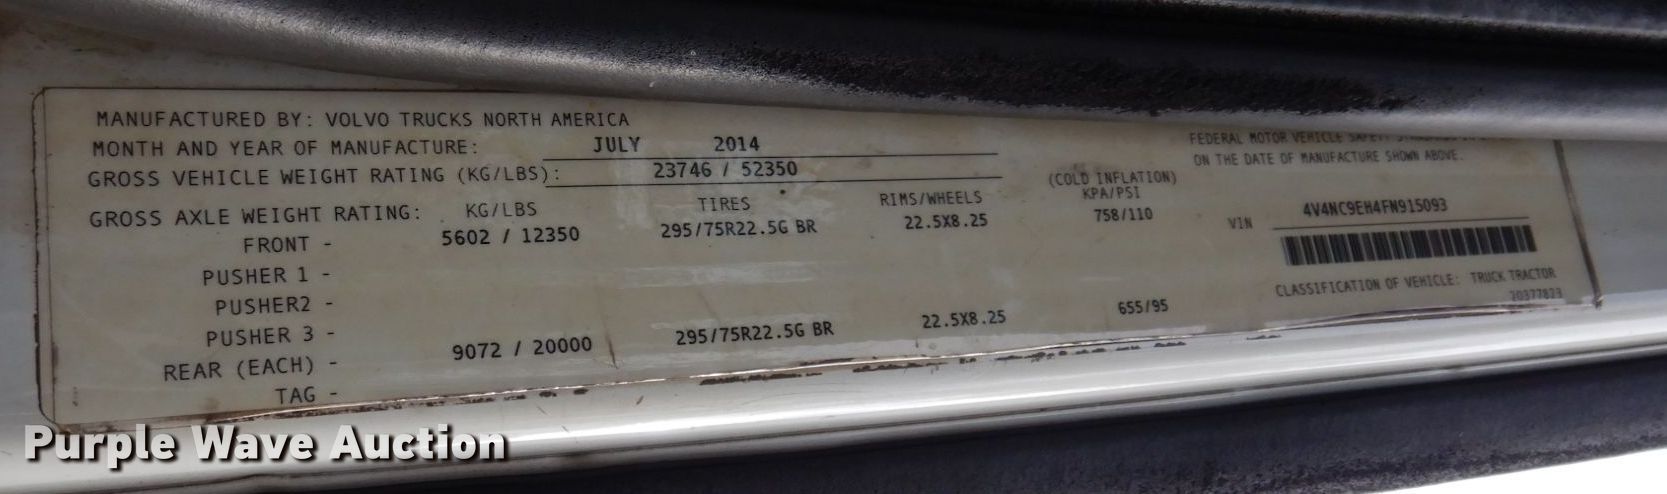 MANUFACTURED BY: VOLVO TRUCKS NORTH AMERICA
MONTH AND YEAR OF MANUFACTURE: JULY 2014
GROSS VEHICLE WEIGHT RATING (KG/LBS): 23746 / 52350
GROSS AXLE WEIGHT RATING: KG/LBS TIRES RIMS/WHEELS (COLD INFLATION) KPA/PSI
FRONT - 5602 / 12350 295/75R22.5G BR 22.5X8.25 758/110
PUSHER 1 -
PUSHER2 -
PUSHER 3 -
REAR (EACH) - 9072 / 20000 295/75R22.5G BR 22.5X8.25 655/95
TAG -
FEDERAL MOTOR VEHICLE SAFETY
ON THE DATE OF MANUFACTURE SHOWN ABOVE.
VIN 4V4NC9EH4FN915093
CLASSIFICATION OF VEHICLE: TRUCK TRACTOR
20377823
Purple Wave Auction